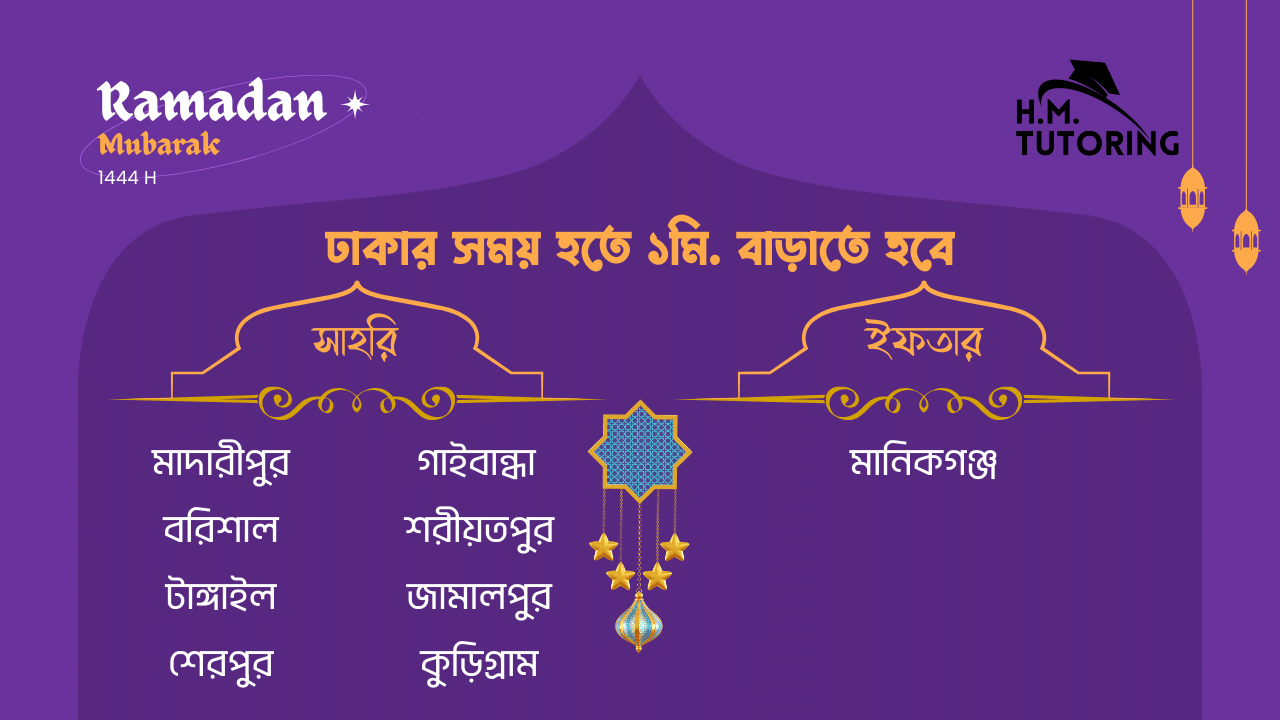 Ramadan
Mubarak
1444 H
H.M.
TUTORING
ঢাকার সময় হতে ১মি. বাড়াতে হবে
সাহরি
ইফতার
মাদারীপুর গাইবান্ধা
মানিকগঞ্জ
বরিশাল শরীয়তপুর
টাঙ্গাইল জামালপুর
শেরপুর কুড়িগ্রাম